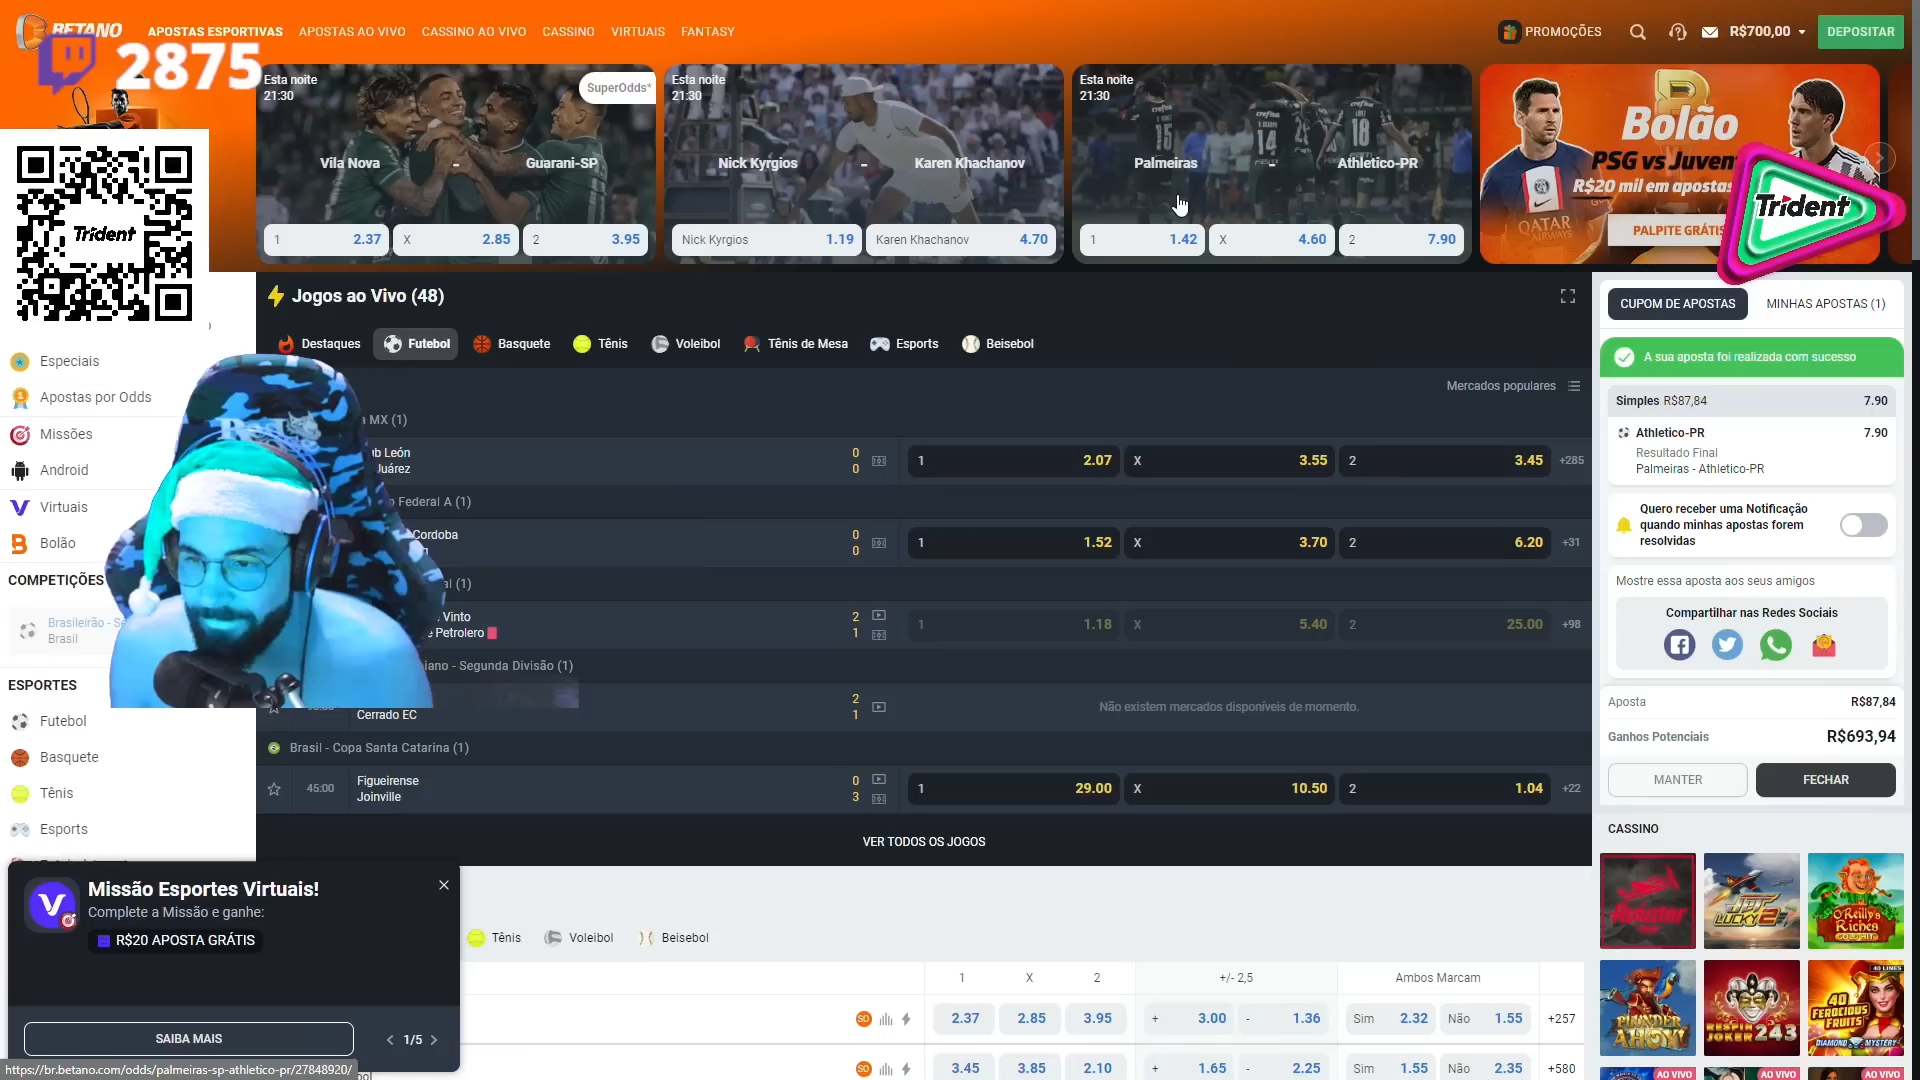 BETANO
APOSTAS ESPORTIVAS
APOSTAS AO VIVO
CASSINO AO VIVO
CASSINO
VIRTUAIS
FANTASY
PROMOÇÕES
R$700,00
DEPOSITAR
2875
Esta noite
21:30
SuperOdds*
Vila Nova
-
Guarani-SP
1 2.37
X 2.85
2 3.95
Esta noite
21:30
Nick Kyrgios
-
Karen Khachanov
Nick Kyrgios 1.19
Karen Khachanov 4.70
Esta noite
21:30
Palmeiras
-
Athletico-PR
1 1.42
X 4.60
2 7.90
Bolão
PSG vs Juven
R$20 mil em apostas
PALPITE GRÁTIS
QATAR
AIRWAYS
Trident
Trident
Especiais
Apostas por Odds
Missões
Android
Virtuais
Bolão
COMPETIÇÕES
Brasileirão - Se
Brasil
ESPORTES
Futebol
Basquete
Tênis
Esports
Jogos ao Vivo (48)
Destaques
Futebol
Basquete
Tênis
Voleibol
Tênis de Mesa
Esports
Beisebol
Mercados populares
MX (1)
ub León 0
Juárez 0
1 2.07
X 3.55
2 3.45
+285
Federal A (1)
Cordoba 0
0
1 1.52
X 3.70
2 6.20
+31
al (1)
Vinto 2
e Petrolero 1
1 1.18
X 5.40
2 25.00
+98
iano - Segunda Divisão (1)
2
Cerrado EC 1
Não existem mercados disponíveis de momento.
Brasil - Copa Santa Catarina (1)
45:00
Figueirense 0
Joinville 3
1 29.00
X 10.50
2 1.04
+22
VER TODOS OS JOGOS
CUPOM DE APOSTAS
MINHAS APOSTAS (1)
A sua aposta foi realizada com sucesso
Simples R$87,84 7.90
Athletico-PR 7.90
Resultado Final
Palmeiras - Athletico-PR
Quero receber uma Notificação
quando minhas apostas forem
resolvidas
Mostre essa aposta aos seus amigos
Compartilhar nas Redes Sociais
Aposta R$87,84
Ganhos Potenciais R$693,94
MANTER
FECHAR
CASSINO
Aviator
JET
LUCKY 2
O'Reilly's
Riches
PLUNDER
AHOY!
RESPIN
JOKER 243
40 LINES
40
FEROCIOUS
FRUITS
DIAMOND MYSTERY
AO VIVO
AO VIVO
AO VIVO
Missão Esportes Virtuais!
Complete a Missão e ganhe:
R$20 APOSTA GRÁTIS
SAIBA MAIS
1/5
Tênis
Voleibol
Beisebol
1 X 2 +/- 2,5 Ambos Marcam
SO 2.37 2.85 3.95 + 3.00 - 1.36 Sim 2.32 Não 1.55 +257
SO 3.45 3.85 2.10 + 1.65 - 2.25 Sim 1.55 Não 2.35 +580
https://br.betano.com/odds/palmeiras-sp-athletico-pr/27848920/